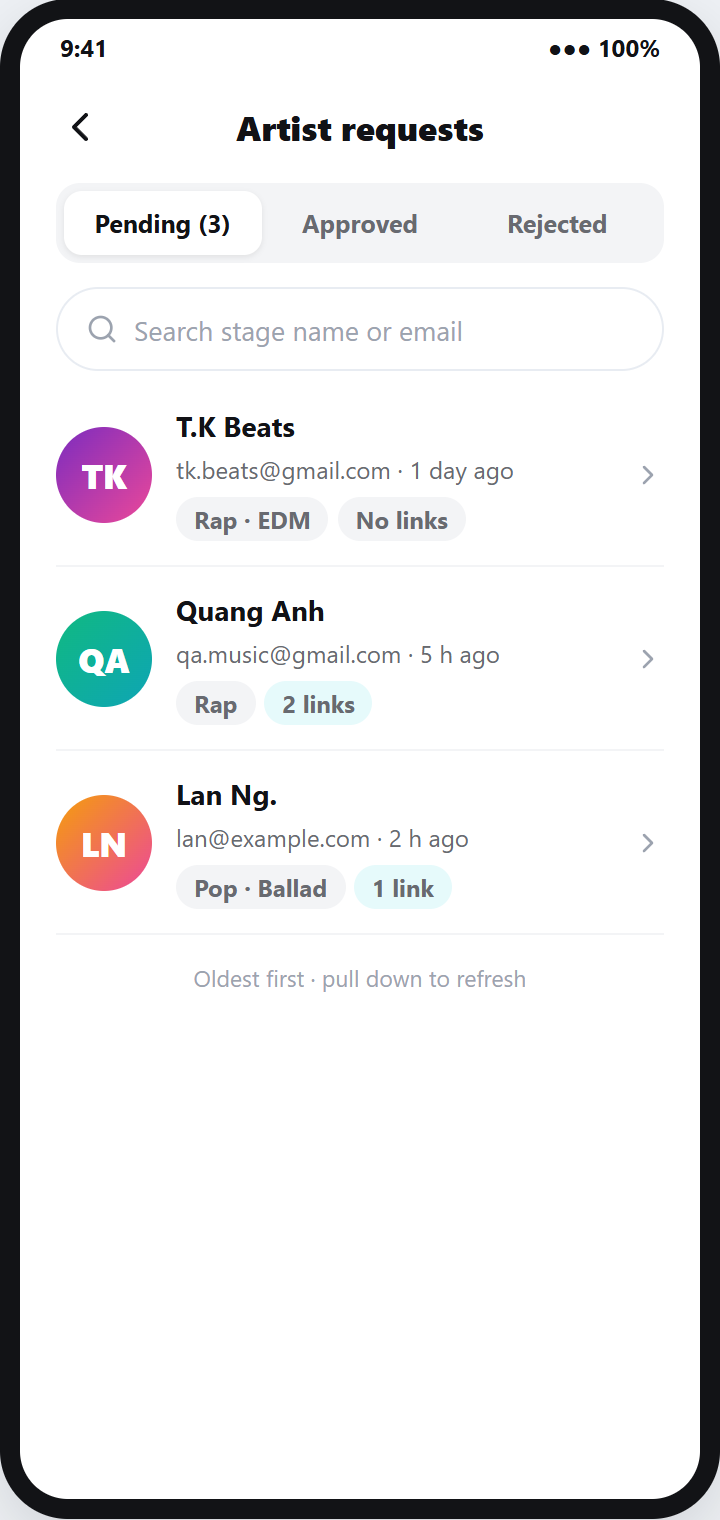 9:41 ●●● 100%
Artist requests
Pending (3) Approved Rejected
Search stage name or email
TK
T.K Beats
tk.beats@gmail.com · 1 day ago
Rap · EDM No links
QA
Quang Anh
qa.music@gmail.com · 5 h ago
Rap 2 links
LN
Lan Ng.
lan@example.com · 2 h ago
Pop · Ballad 1 link
Oldest first · pull down to refresh